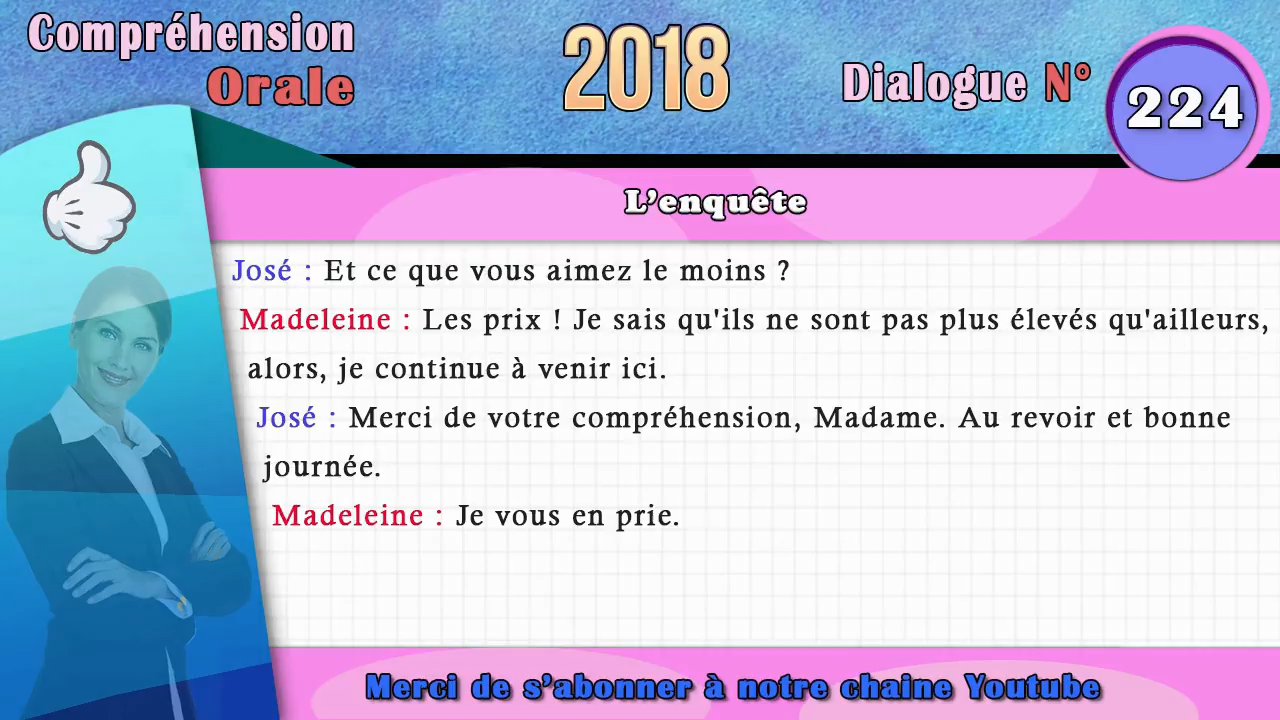 Compréhension
Orale
2018
Dialogue N°
224
L'enquête
José : Et ce que vous aimez le moins ?
Madeleine : Les prix ! Je sais qu'ils ne sont pas plus élevés qu'ailleurs,
alors, je continue à venir ici.
José : Merci de votre compréhension, Madame. Au revoir et bonne
journée.
Madeleine : Je vous en prie.
Merci de s'abonner à notre chaine Youtube